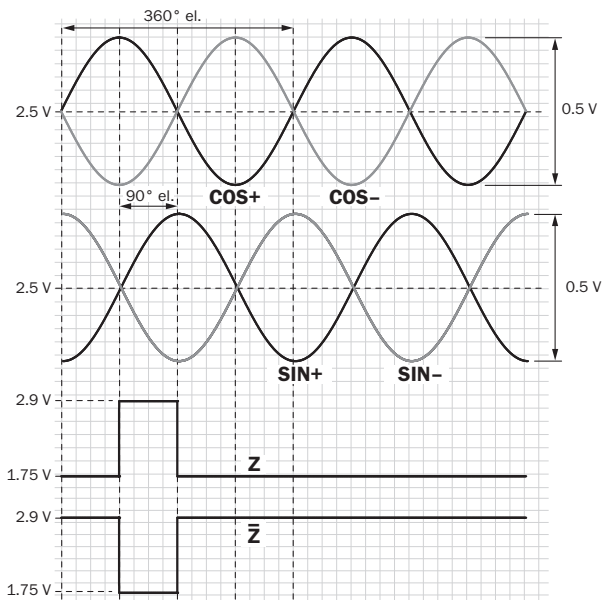 360° el.
2.5 V
0.5 V
COS+ COS–
90° el.
2.5 V
0.5 V
SIN+ SIN–
2.9 V
Z
1.75 V
2.9 V
Z̅
1.75 V